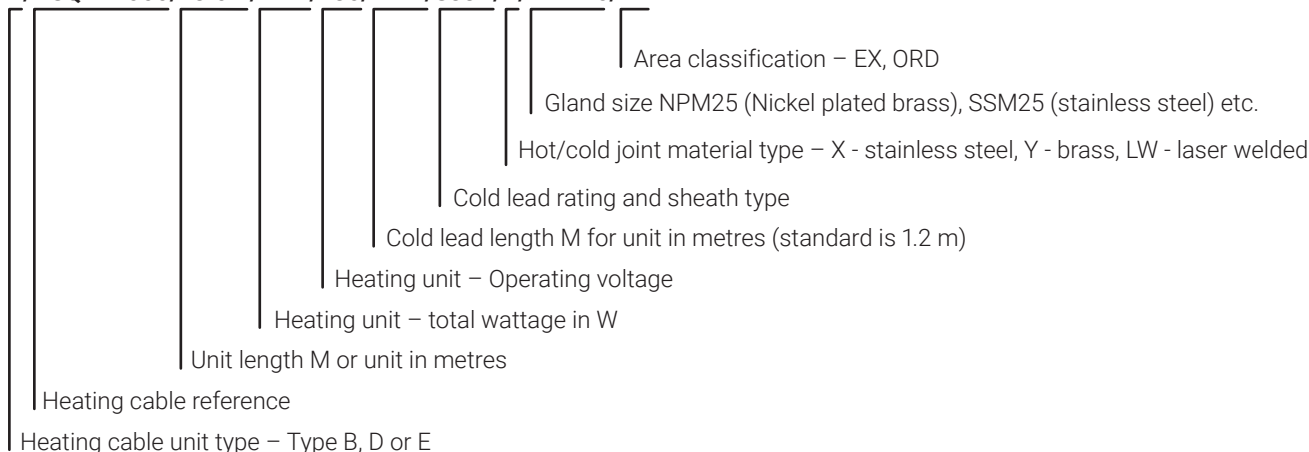 Area classification – EX, ORD
Gland size NPM25 (Nickel plated brass), SSM25 (stainless steel) etc.
Hot/cold joint material type – X - stainless steel, Y - brass, LW - laser welded
Cold lead rating and sheath type
Cold lead length M for unit in metres (standard is 1.2 m)
Heating unit – Operating voltage
Heating unit – total wattage in W
Unit length M or unit in metres
Heating cable reference
Heating cable unit type – Type B, D or E